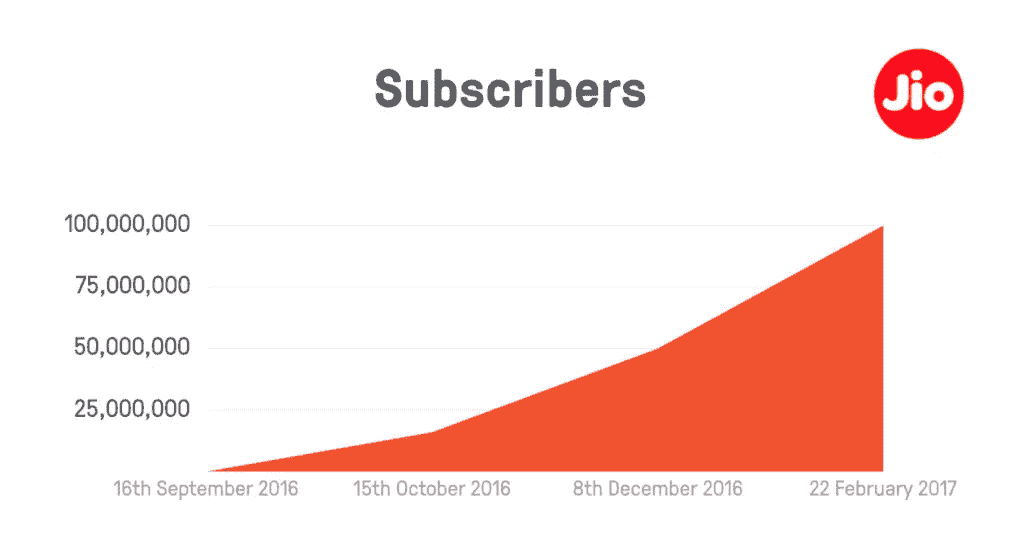 Subscribers
Jio
100,000,000
75,000,000
50,000,000
25,000,000
16th September 2016
15th October 2016
8th December 2016
22 February 2017